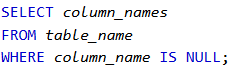 SELECT column_names
FROM table_name
WHERE column_name IS NULL;